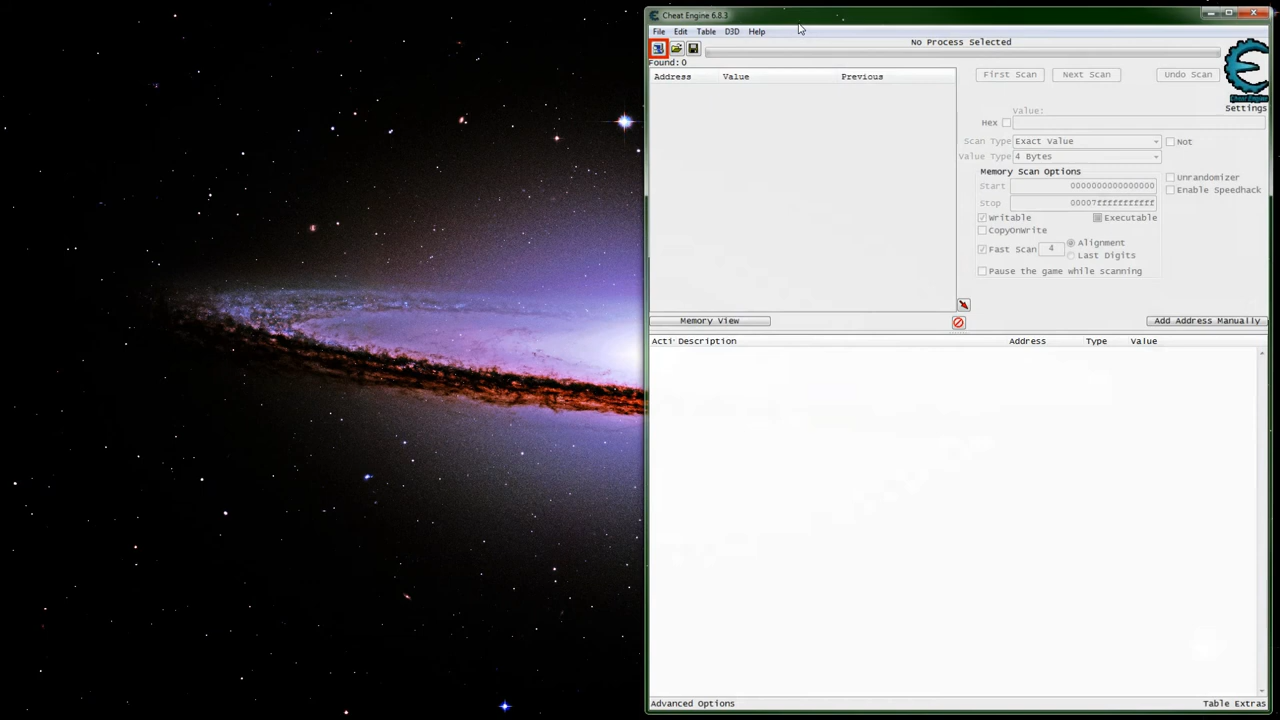 Cheat Engine 6.8.3
File Edit Table D3D Help
No Process Selected
Found:0
Address Value Previous
First Scan Next Scan Undo Scan
Cheat Engine
Settings
Value:
Hex
Scan Type Exact Value Not
Value Type 4 Bytes
Memory Scan Options
Unrandomizer
Start 0000000000000000
Enable Speedhack
Stop 00007fffffffffff
Writable Executable
CopyOnWrite
Fast Scan 4 Alignment
Last Digits
Pause the game while scanning
Memory View Add Address Manually
Acti Description Address Type Value
Advanced Options Table Extras